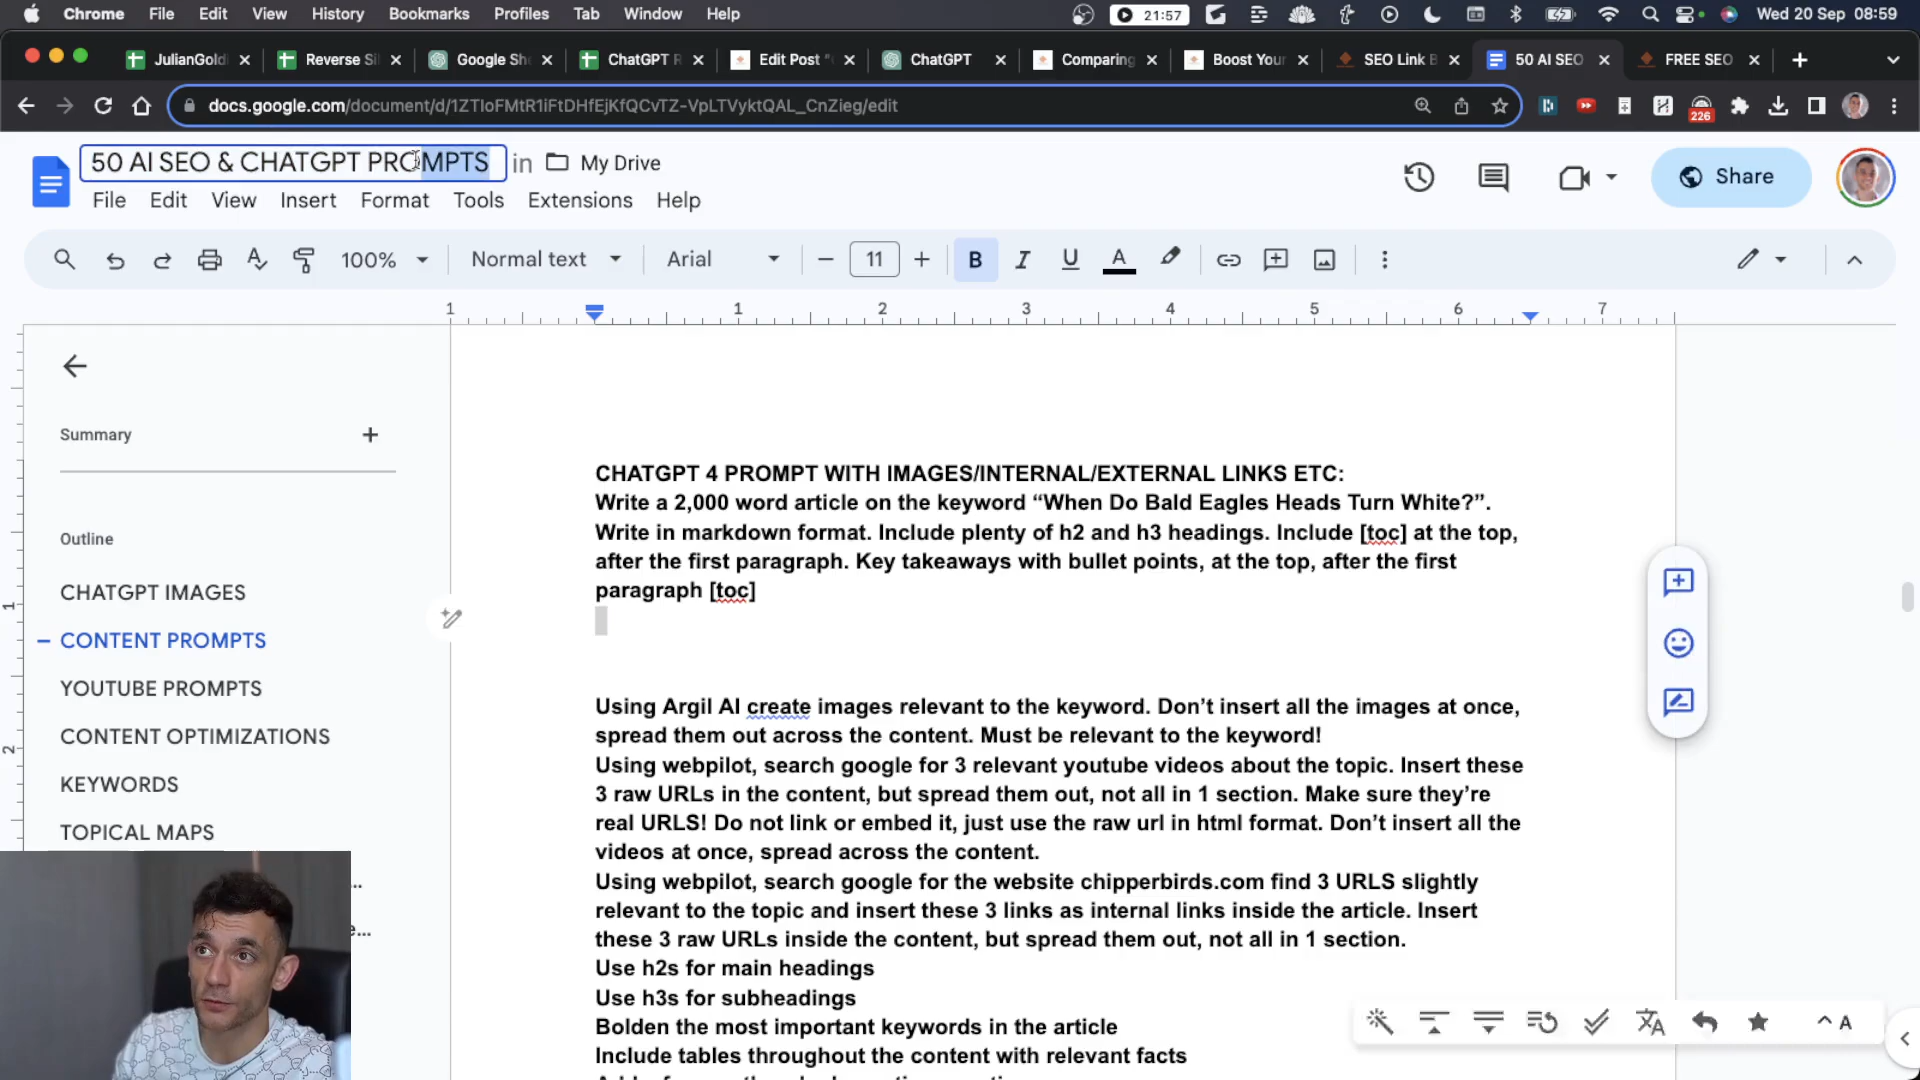 Chrome File Edit View History Bookmarks Profiles Tab Window Help 21:57 Wed 20 Sep 08:59
JulianGold Reverse Sil Google She ChatGPT R Edit Post "C ChatGPT Comparing Boost Your SEO Link B 50 AI SEO FREE SEO
docs.google.com/document/d/1ZTIoFMtR1iFtDHfEjKfQCvTZ-VpLTVyktQAL_CnZieg/edit 226
50 AI SEO & CHATGPT PROMPTS in My Drive
Share
File Edit View Insert Format Tools Extensions Help
100% Normal text Arial 11 B I U A
1 1 2 3 4 5 6 7
Summary
Outline
CHATGPT IMAGES
CONTENT PROMPTS
YOUTUBE PROMPTS
CONTENT OPTIMIZATIONS
KEYWORDS
TOPICAL MAPS
...
e...
1
2
CHATGPT 4 PROMPT WITH IMAGES/INTERNAL/EXTERNAL LINKS ETC:
Write a 2,000 word article on the keyword “When Do Bald Eagles Heads Turn White?”.
Write in markdown format. Include plenty of h2 and h3 headings. Include [toc] at the top,
after the first paragraph. Key takeaways with bullet points, at the top, after the first
paragraph [toc]
Using Argil AI create images relevant to the keyword. Don’t insert all the images at once,
spread them out across the content. Must be relevant to the keyword!
Using webpilot, search google for 3 relevant youtube videos about the topic. Insert these
3 raw URLs in the content, but spread them out, not all in 1 section. Make sure they’re
real URLS! Do not link or embed it, just use the raw url in html format. Don’t insert all the
videos at once, spread across the content.
Using webpilot, search google for the website chipperbirds.com find 3 URLS slightly
relevant to the topic and insert these 3 links as internal links inside the article. Insert
these 3 raw URLs inside the content, but spread them out, not all in 1 section.
Use h2s for main headings
Use h3s for subheadings
Bolden the most important keywords in the article
Include tables throughout the content with relevant facts
A